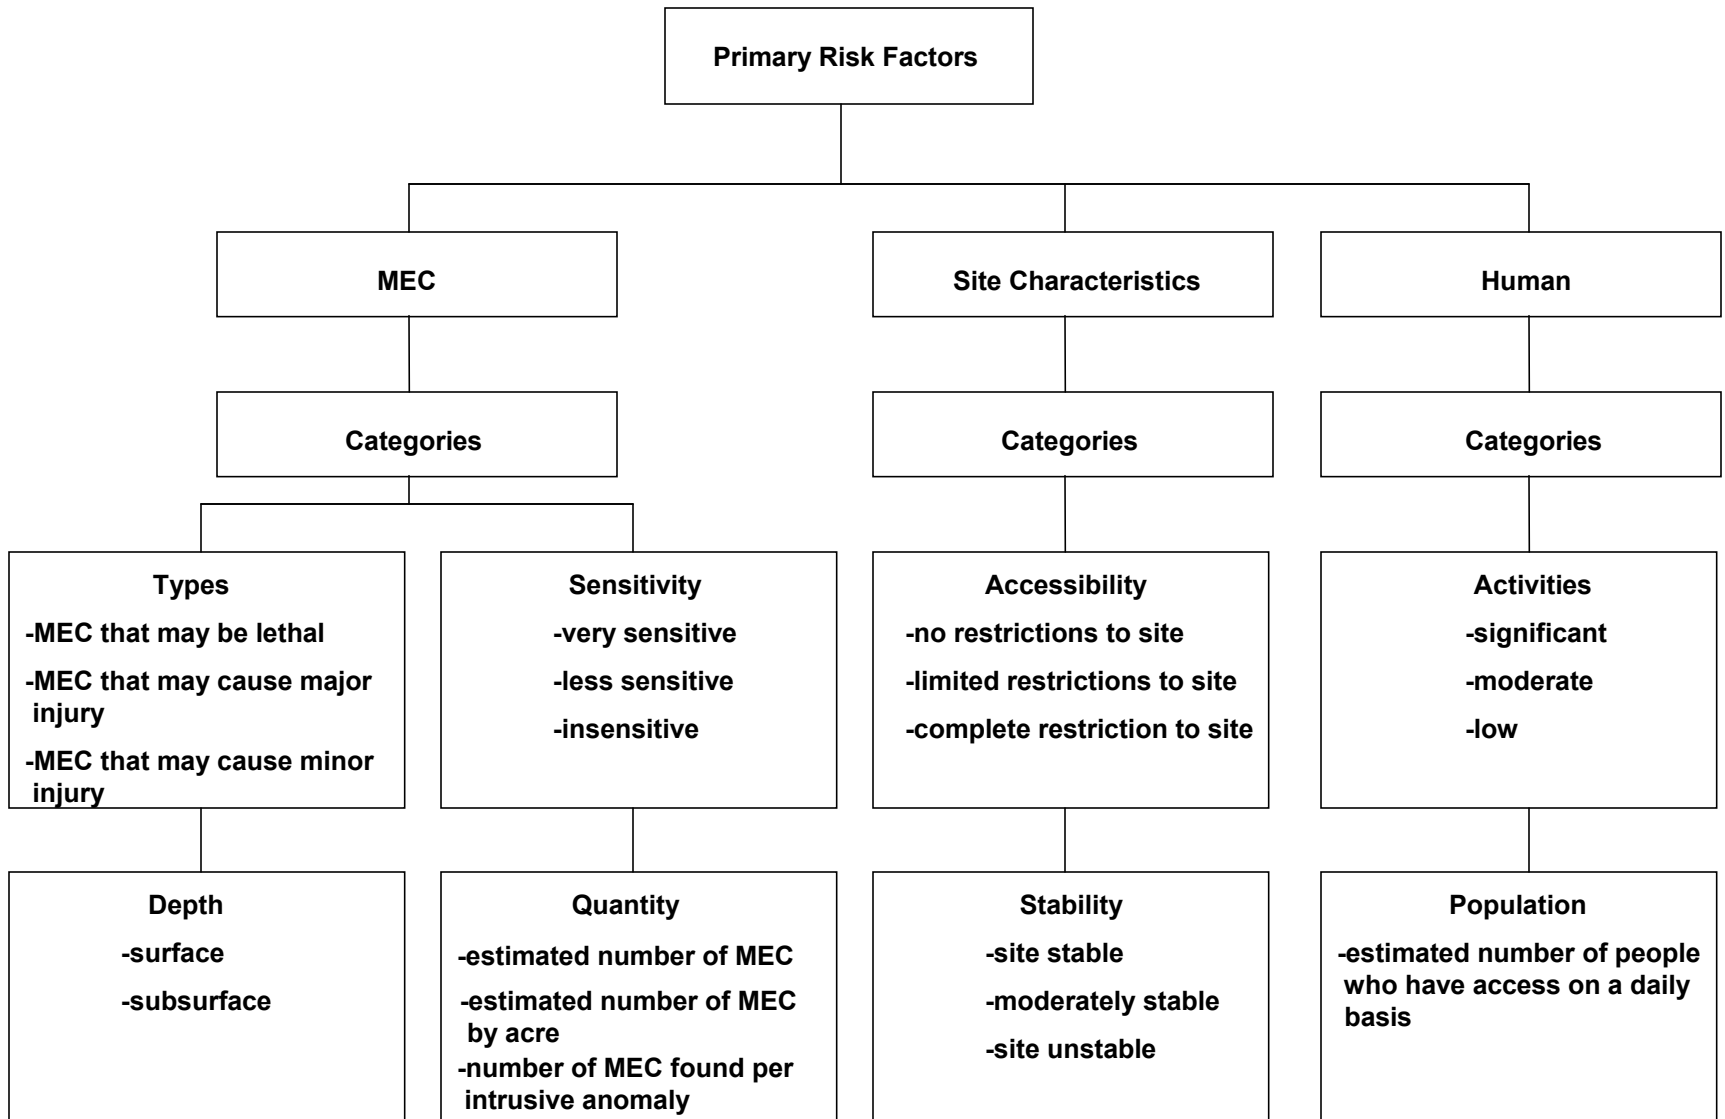 Primary Risk Factors
MEC
Site Characteristics
Human
Categories
Categories
Categories
Types
-MEC that may be lethal
-MEC that may cause major
injury
-MEC that may cause minor
injury
Sensitivity
-very sensitive
-less sensitive
-insensitive
Accessibility
-no restrictions to site
-limited restrictions to site
-complete restriction to site
Activities
-significant
-moderate
-low
Depth
-surface
-subsurface
Quantity
-estimated number of MEC
-estimated number of MEC
by acre
-number of MEC found per
intrusive anomaly
Stability
-site stable
-moderately stable
-site unstable
Population
-estimated number of people
who have access on a daily
basis